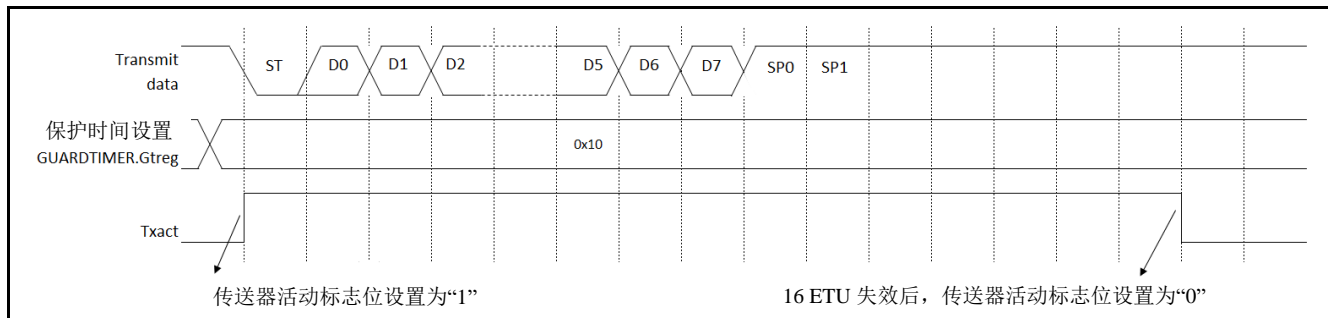 Transmit
data
ST D0 D1 D2 D5 D6 D7 SP0 SP1
保护时间设置
GUARDTIMER.Gtreg
0x10
Txact
传送器活动标志位设置为“1”
16 ETU 失效后，传送器活动标志位设置为“0”